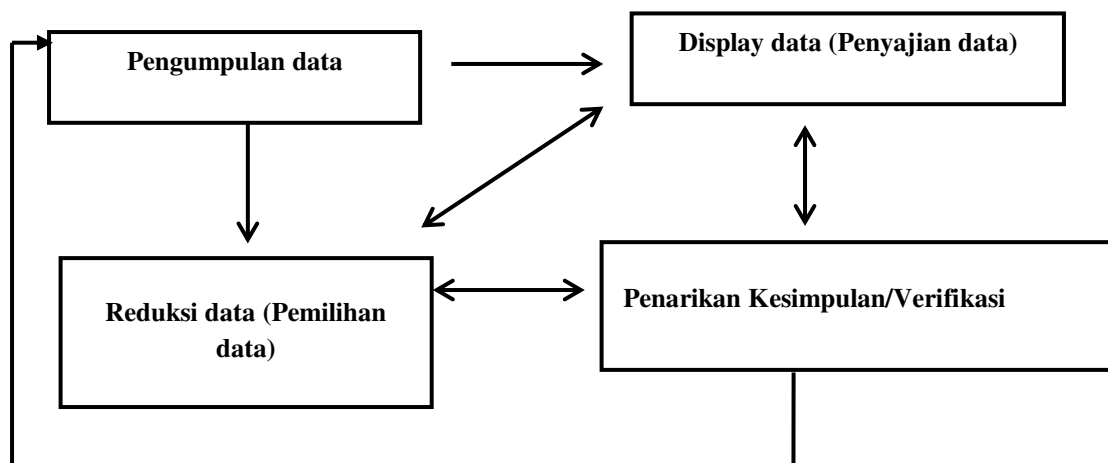 Pengumpulan data
Display data (Penyajian data)
Reduksi data (Pemilihan
data)
Penarikan Kesimpulan/Verifikasi